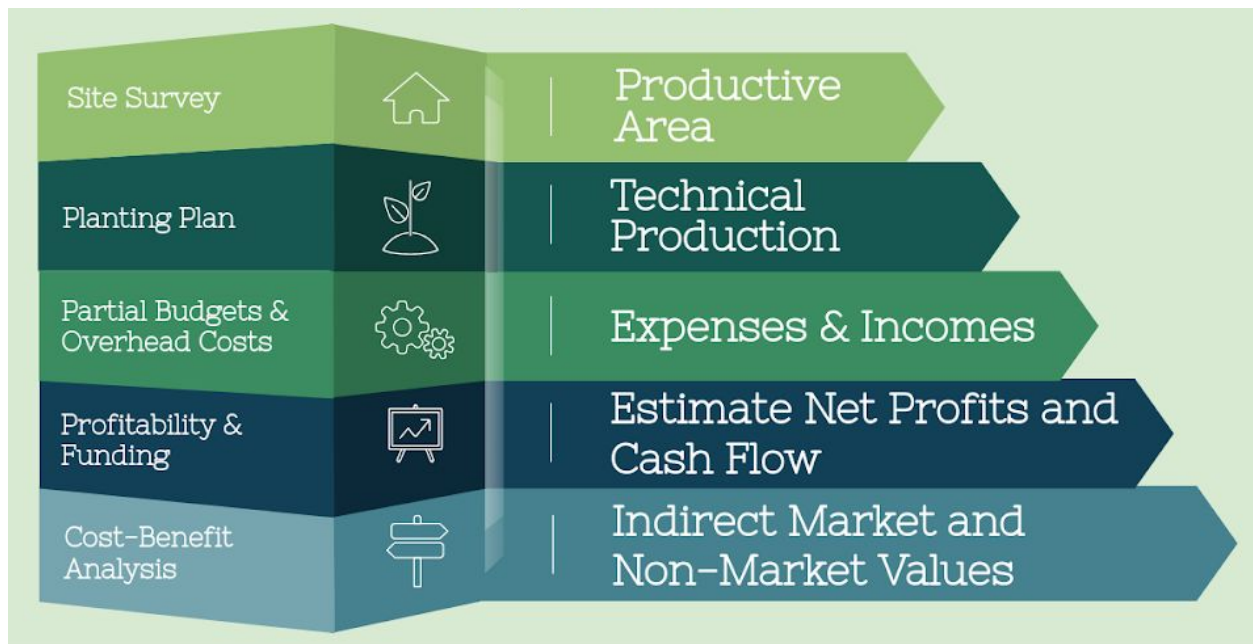 Site Survey
Productive
Area
Planting Plan
Technical
Production
Partial Budgets &
Overhead Costs
Expenses & Incomes
Profitability &
Funding
Estimate Net Profits and
Cash Flow
Cost-Benefit
Analysis
Indirect Market and
Non-Market Values